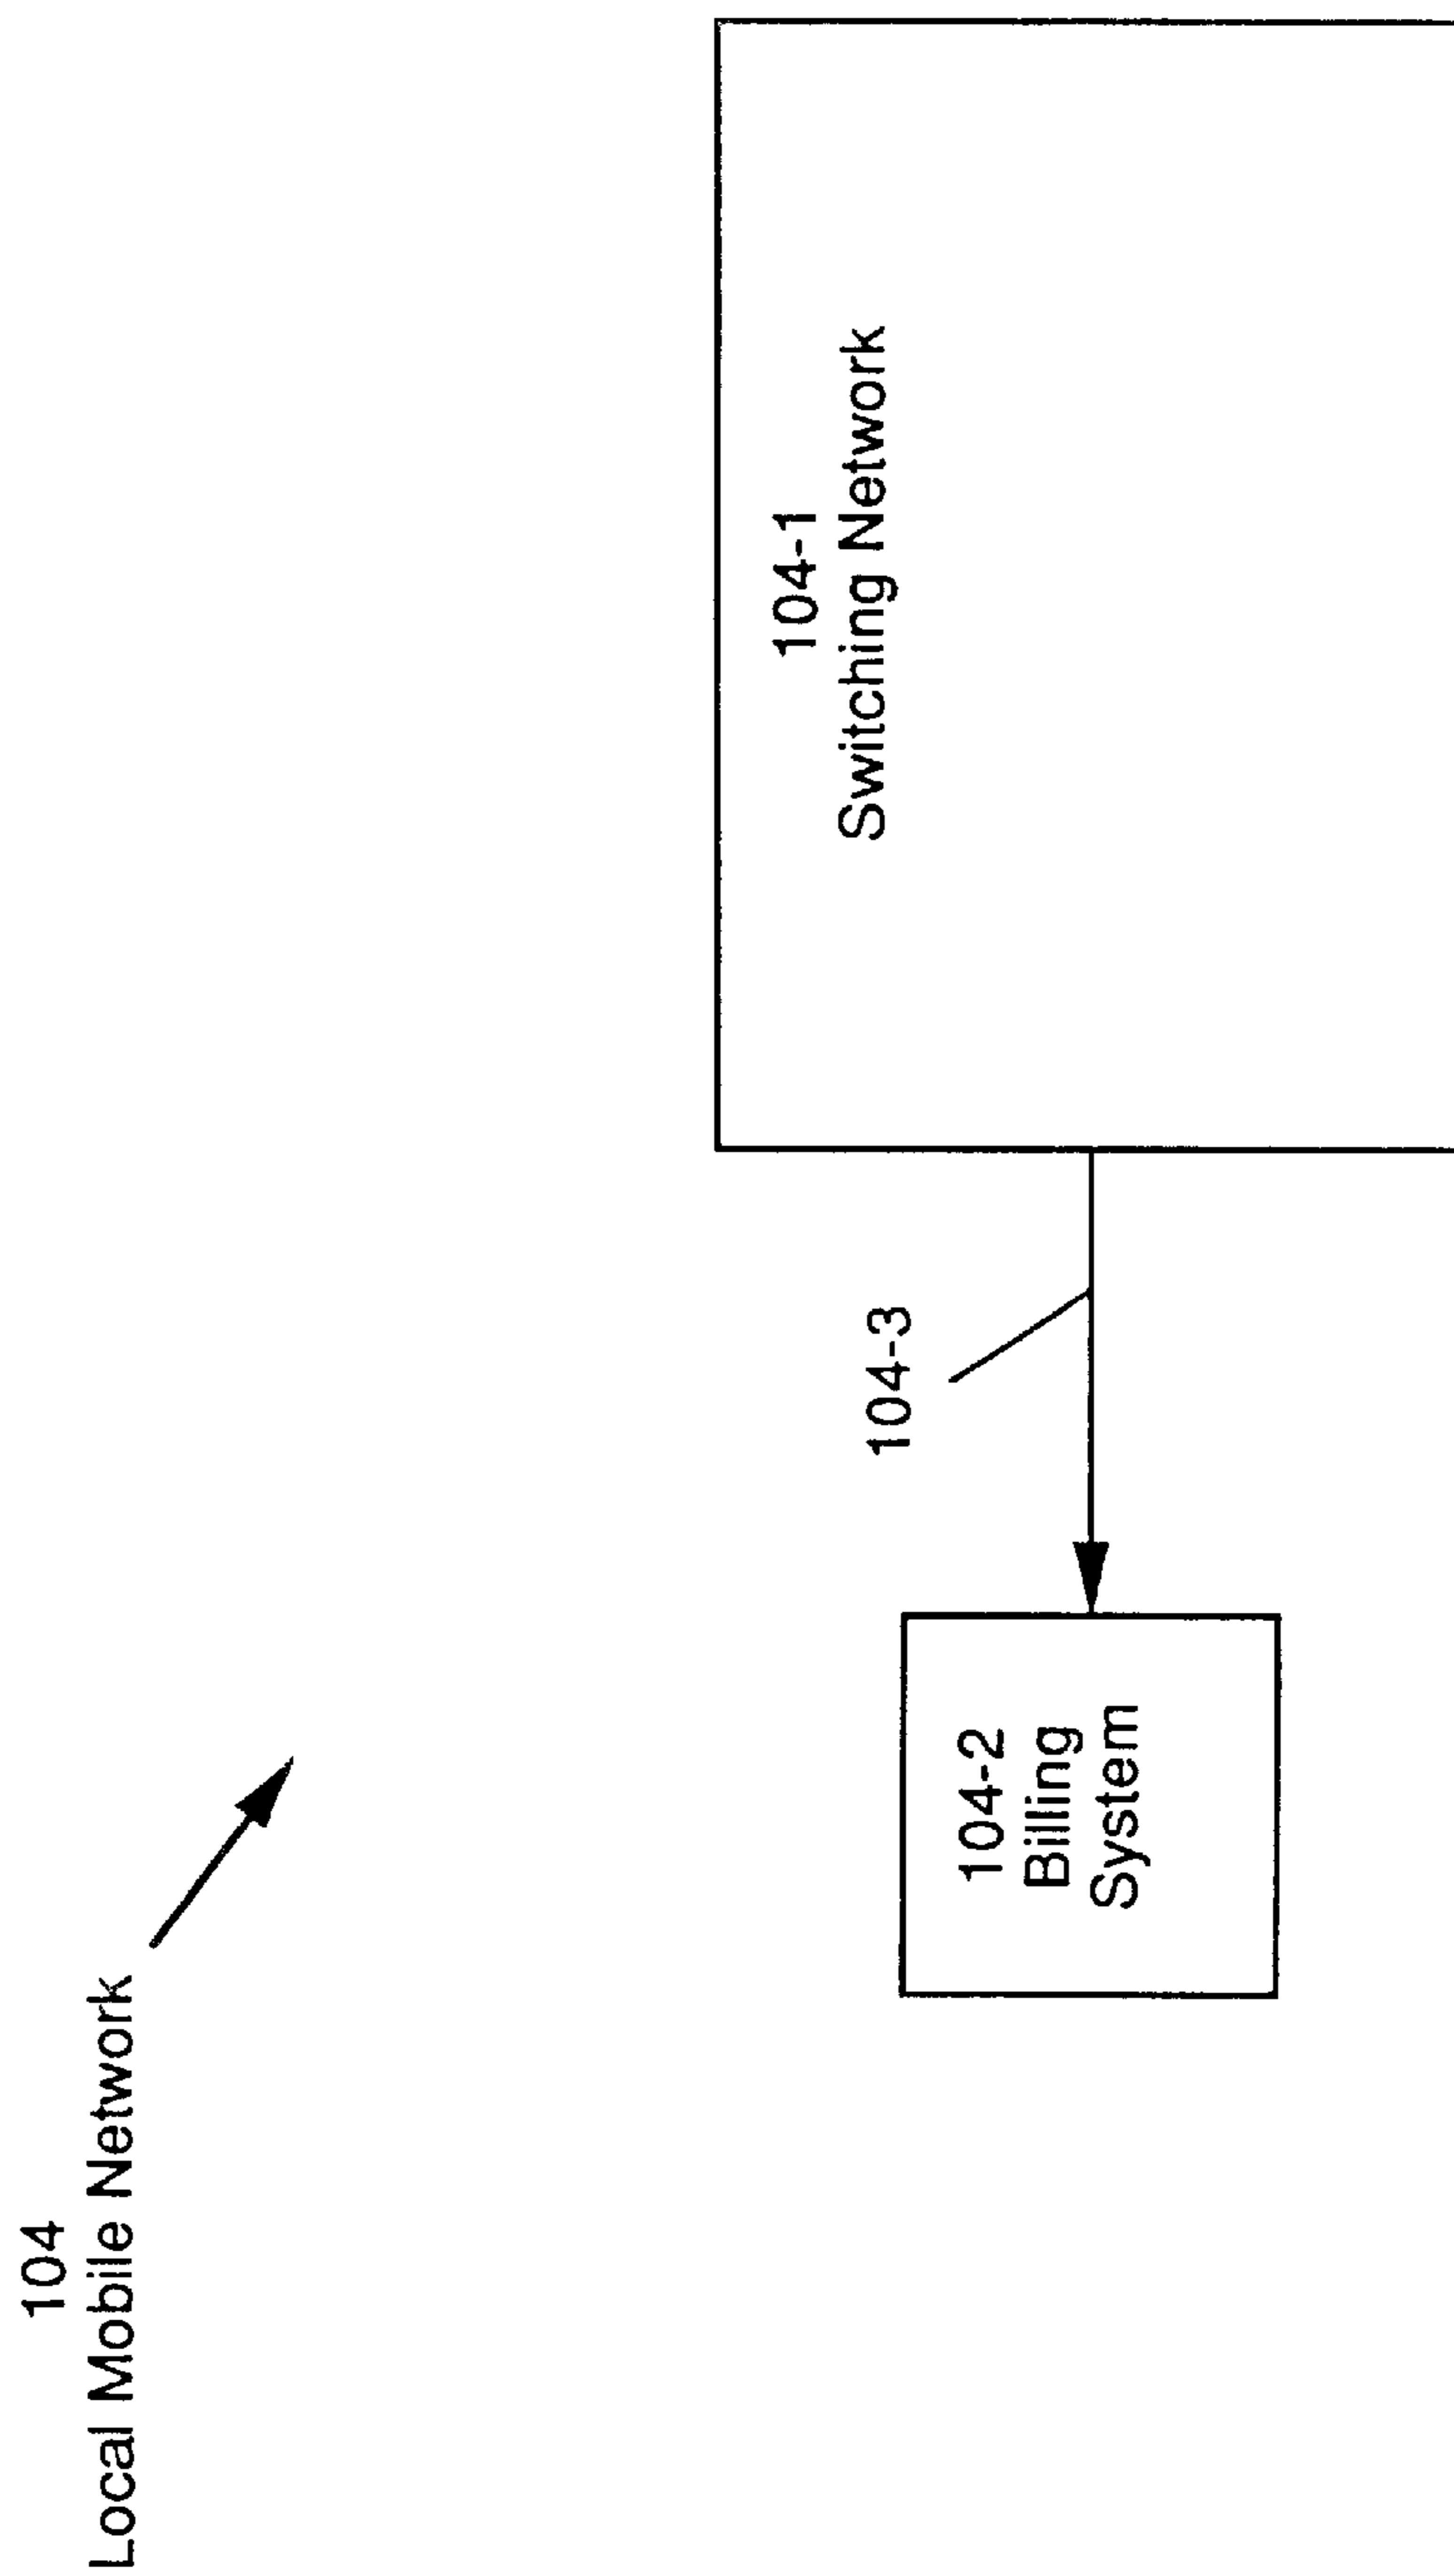 104
Local Mobile Network
104-2
Billing
System
104-3
104-1
Switching Network